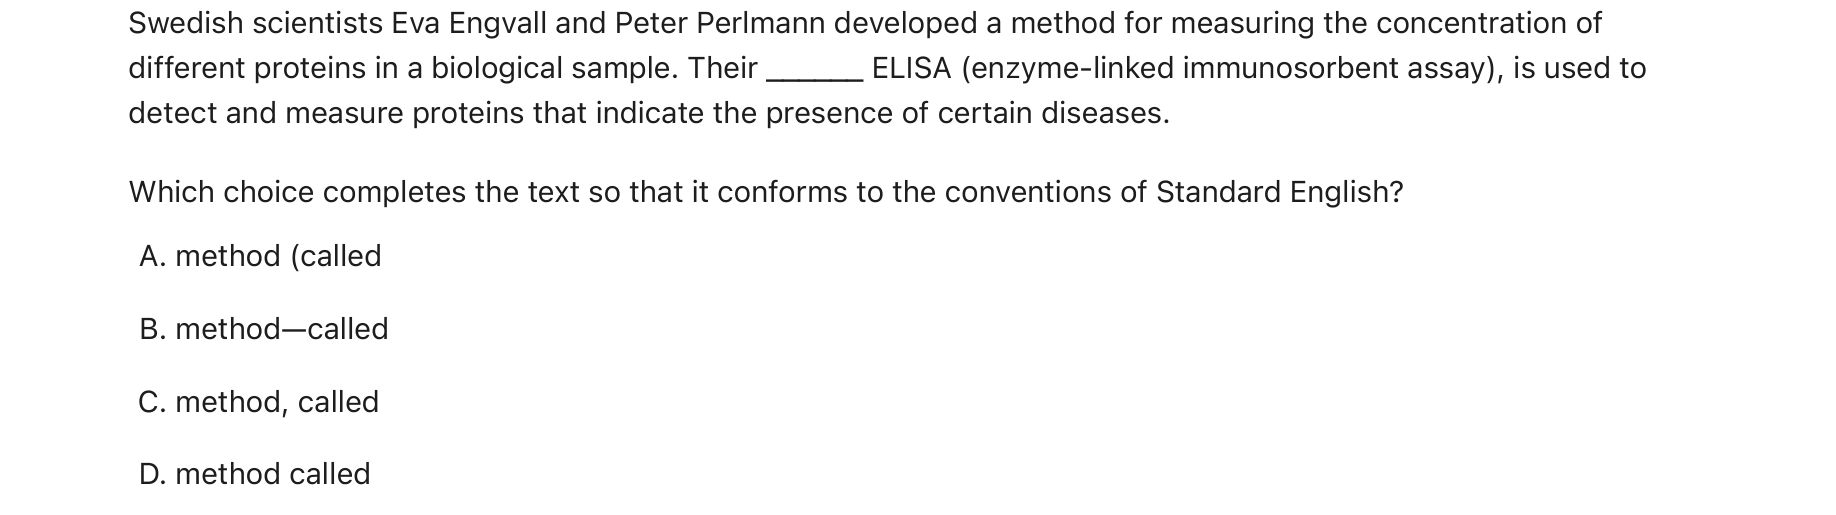 Swedish scientists Eva Engvall and Peter Perlmann developed a method for measuring the concentration of
different proteins in a biological sample. Their ______ ELISA (enzyme-linked immunosorbent assay), is used to
detect and measure proteins that indicate the presence of certain diseases.
Which choice completes the text so that it conforms to the conventions of Standard English?
A. method (called
B. method—called
C. method, called
D. method called